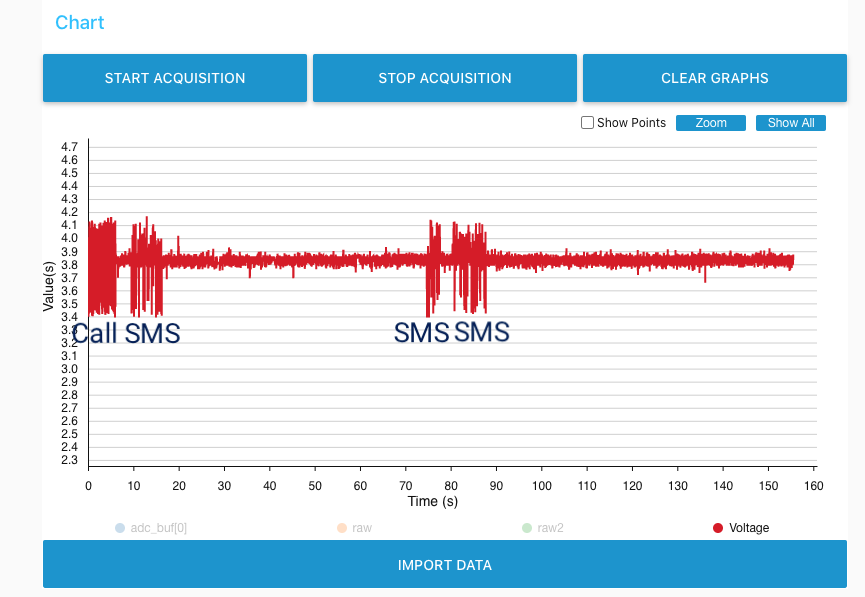 Chart
START ACQUISITION STOP ACQUISITION CLEAR GRAPHS
Show Points Zoom Show All
4.7
4.6
4.5
4.4
4.3
4.2
4.1
4.0
3.9
3.8
3.7
3.6
3.5
3.4
3.3
3.2
3.1
3.0
2.9
2.8
2.7
2.6
2.5
2.4
2.3
Value(s)
Call SMS SMS SMS
0 10 20 30 40 50 60 70 80 90 100 110 120 130 140 150 160
Time (s)
adc_buf[0] raw raw2 Voltage
IMPORT DATA